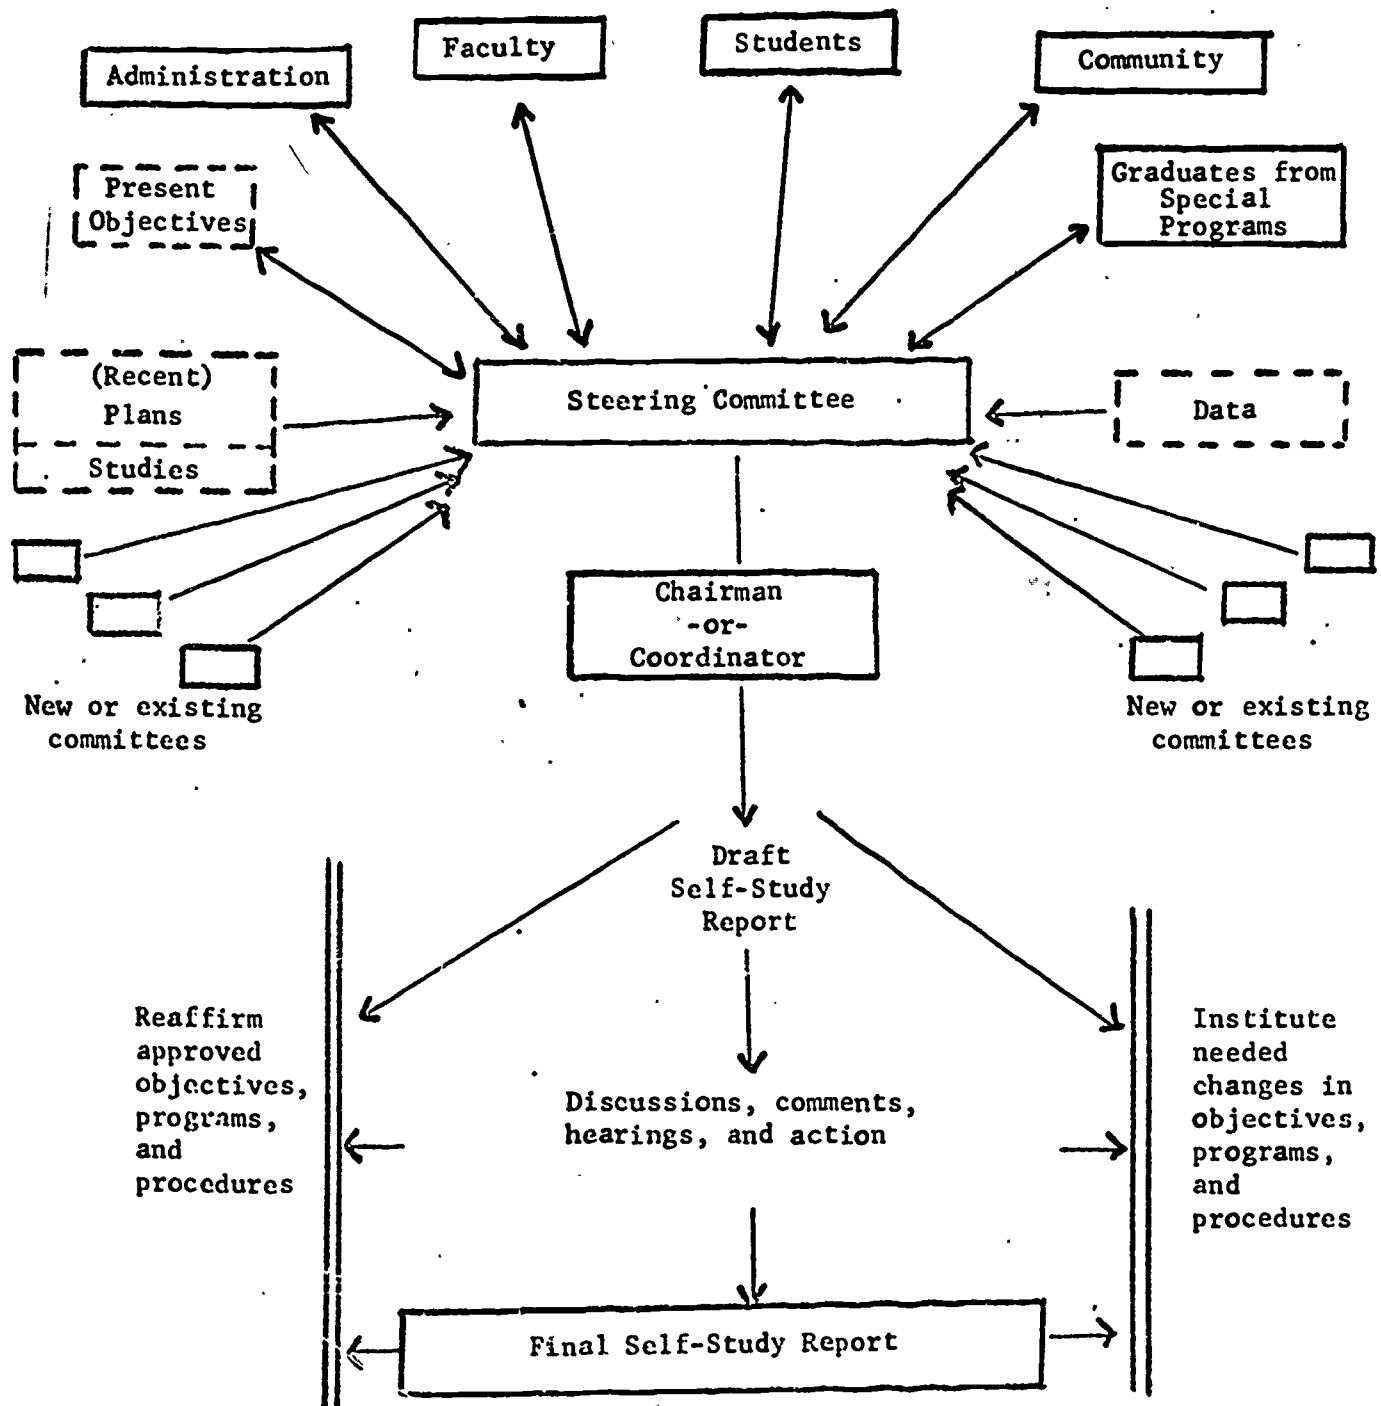 Administration
Faculty
Students
Community
Present
Objectives
Graduates from
Special
Programs
(Recent)
Plans
Studies
Steering Committee
Data
Chairman
-or-
Coordinator
New or existing
committees
New or existing
committees
Draft
Self-Study
Report
Reaffirm
approved
objectives,
programs,
and
procedures
Discussions, comments,
hearings, and action
Institute
needed
changes in
objectives,
programs,
and
procedures
Final Self-Study Report